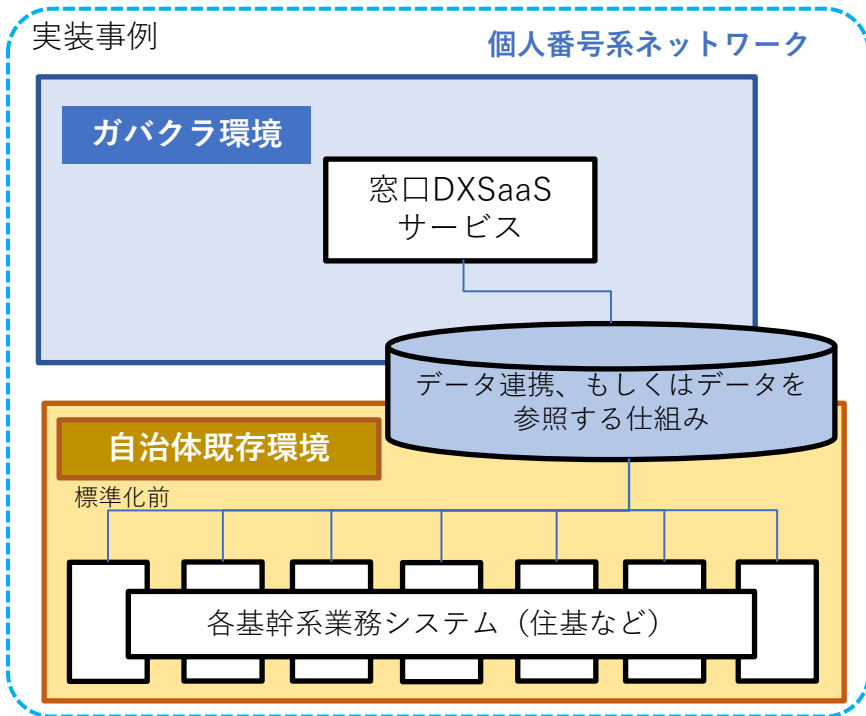 実装事例
個人番号系ネットワーク
ガバクラ環境
窓口DXSaaS
サービス
データ連携、もしくはデータを
参照する仕組み
自治体既存環境
標準化前
各基幹系業務システム（住基など）